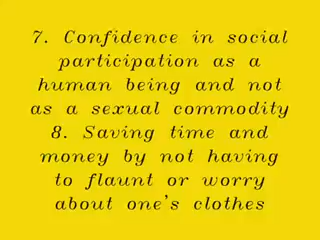 7. Confidence in social
participation as a
human being and not
as a sexual commodity
8. Saving time and
money by not having
to flaunt or worry
about one's clothes